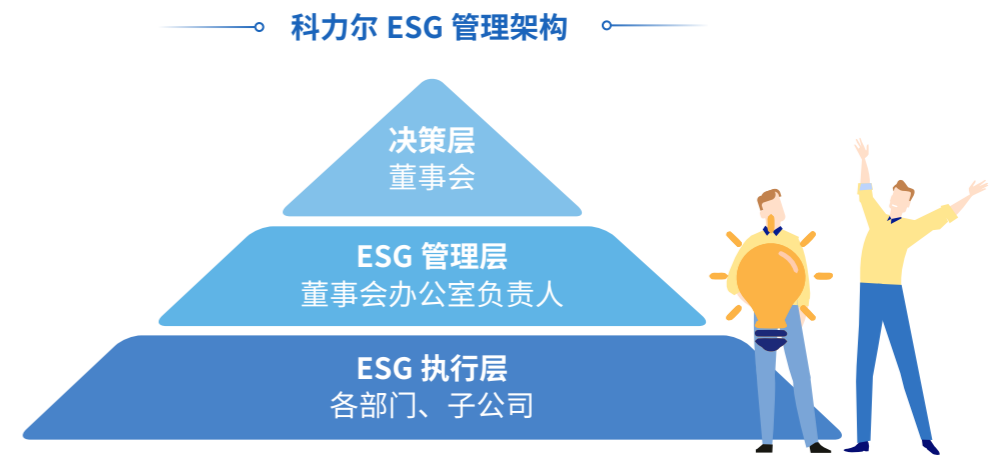 科力尔 ESG 管理架构
决策层
董事会
ESG 管理层
董事会办公室负责人
ESG 执行层
各部门、子公司